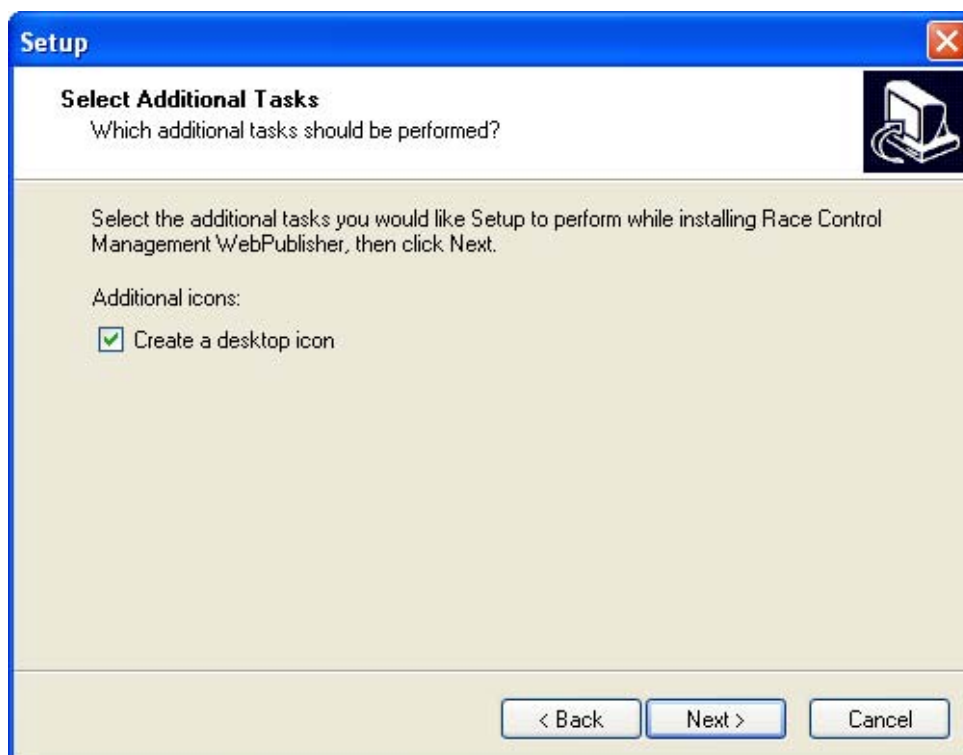 Setup
Select Additional Tasks
Which additional tasks should be performed?
Select the additional tasks you would like Setup to perform while installing Race Control
Management WebPublisher, then click Next.
Additional icons:
Create a desktop icon
< Back
Next >
Cancel